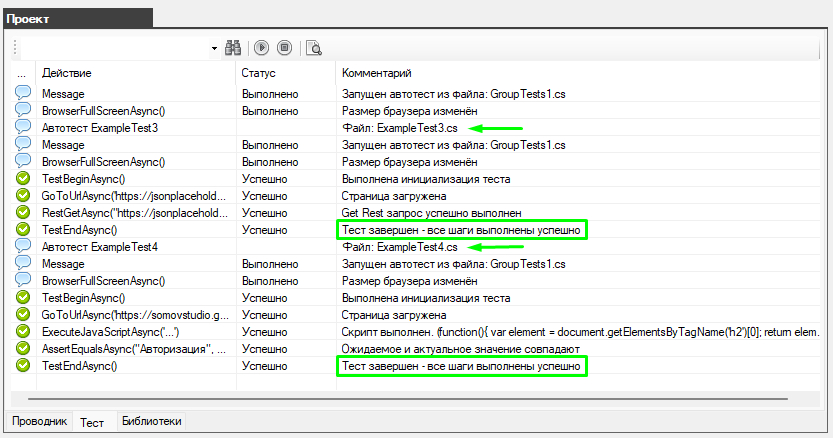 Проект
... Действие Статус Комментарий
Message Выполнено Запущен автотест из файла: GroupTests1.cs
BrowserFullScreenAsync() Выполнено Размер браузера изменён
Автотест ExampleTest3 Файл: ExampleTest3.cs
Message Выполнено Запущен автотест из файла: GroupTests1.cs
BrowserFullScreenAsync() Выполнено Размер браузера изменён
TestBeginAsync() Успешно Выполнена инициализация теста
GoToUrlAsync('https://jsonplacehold... Успешно Страница загружена
RestGetAsync("https://jsonplacehold... Успешно Get Rest запрос успешно выполнен
TestEndAsync() Успешно Тест завершен - все шаги выполнены успешно
Автотест ExampleTest4 Файл: ExampleTest4.cs
Message Выполнено Запущен автотест из файла: GroupTests1.cs
BrowserFullScreenAsync() Выполнено Размер браузера изменён
TestBeginAsync() Успешно Выполнена инициализация теста
GoToUrlAsync('https://somovstudio.g... Успешно Страница загружена
ExecuteJavaScriptAsync('...') Успешно Скрипт выполнен. (function(){ var element = document.getElementsByTagName('h2')[0]; return elem...
AssertEqualsAsync("Авторизация", ... Успешно Ожидаемое и актуальное значение совпадают
TestEndAsync() Успешно Тест завершен - все шаги выполнены успешно
Проводник Тест Библиотеки